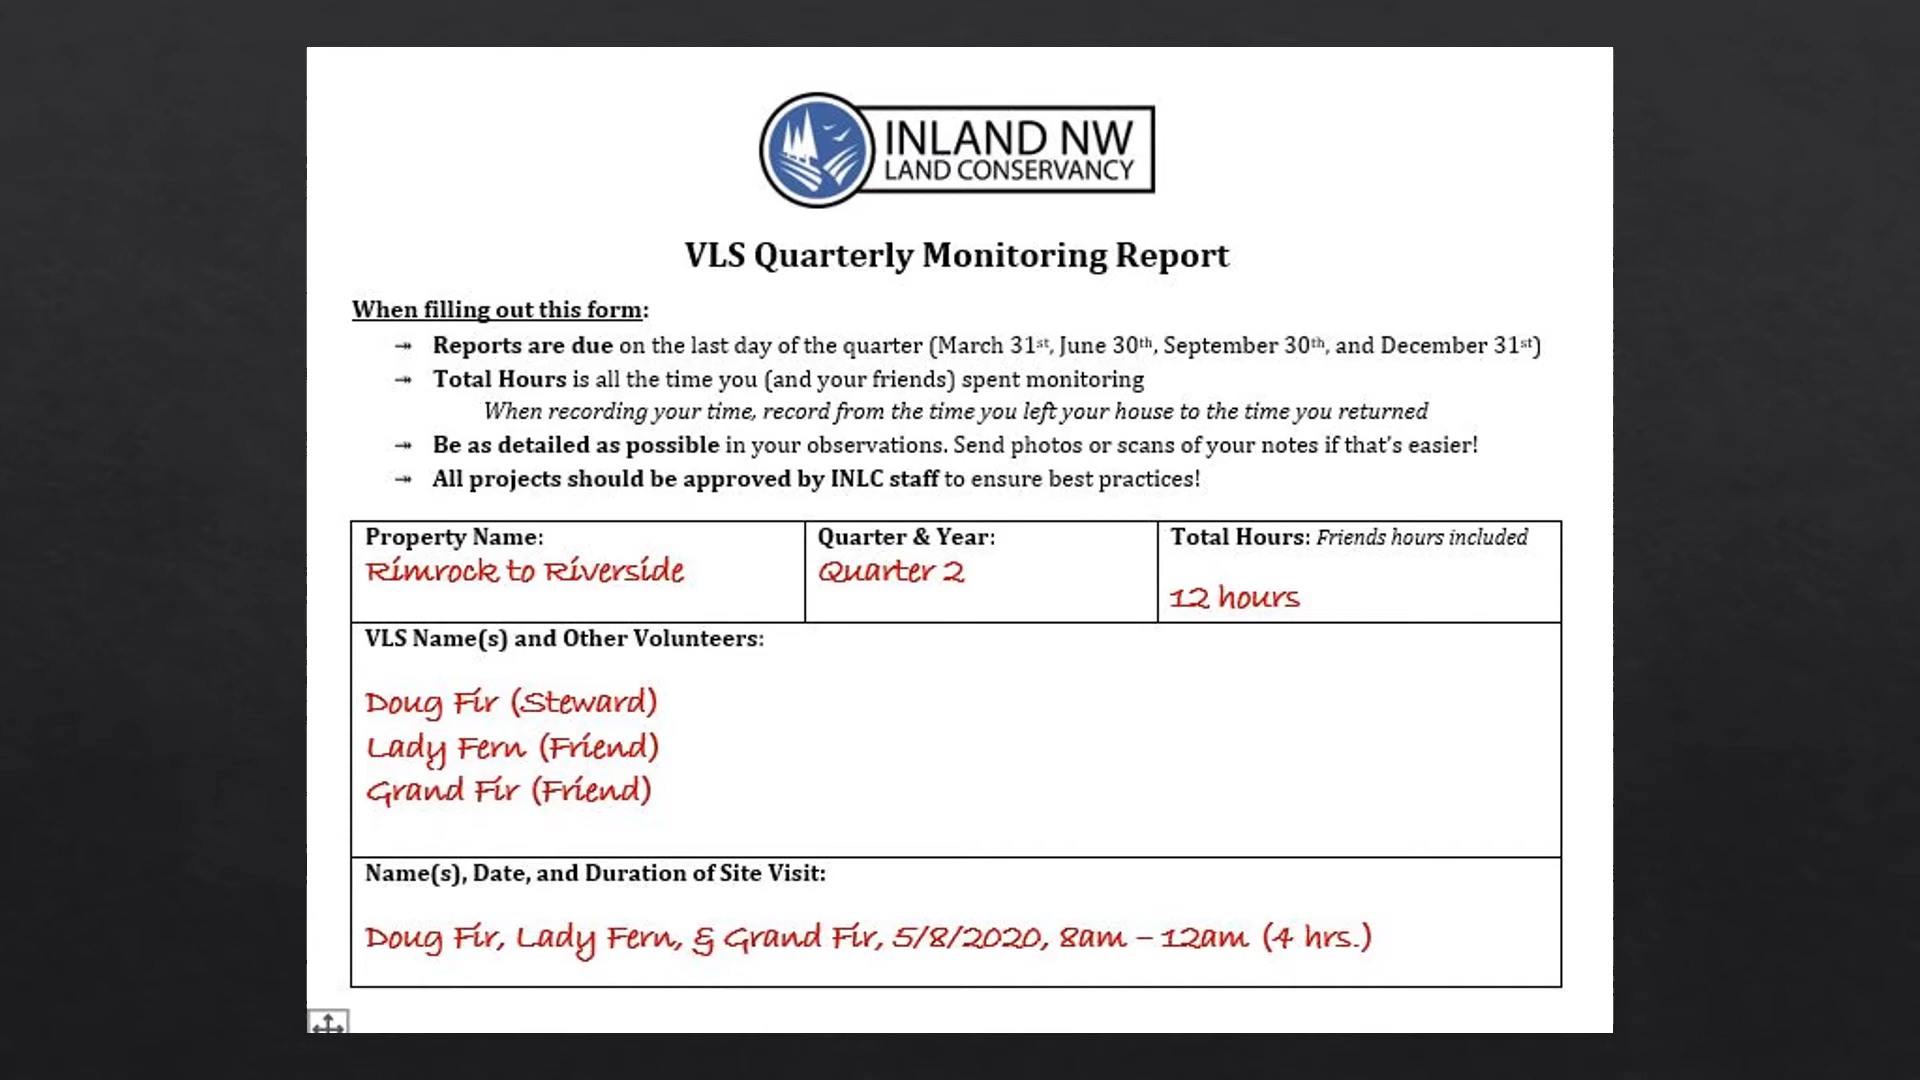 INLAND NW
LAND CONSERVANCY
VLS Quarterly Monitoring Report
When filling out this form:
→ Reports are due on the last day of the quarter (March 31st, June 30th, September 30th, and December 31st)
→ Total Hours is all the time you (and your friends) spent monitoring
When recording your time, record from the time you left your house to the time you returned
→ Be as detailed as possible in your observations. Send photos or scans of your notes if that's easier!
→ All projects should be approved by INLC staff to ensure best practices!
Property Name: Quarter & Year: Total Hours: Friends hours included
Rimrock to Riverside Quarter 2
12 hours
VLS Name(s) and Other Volunteers:
Doug Fir (Steward)
Lady Fern (Friend)
Grand Fir (Friend)
Name(s), Date, and Duration of Site Visit:
Doug Fir, Lady Fern, & Grand Fir, 5/8/2020, 8am – 12am (4 hrs.)